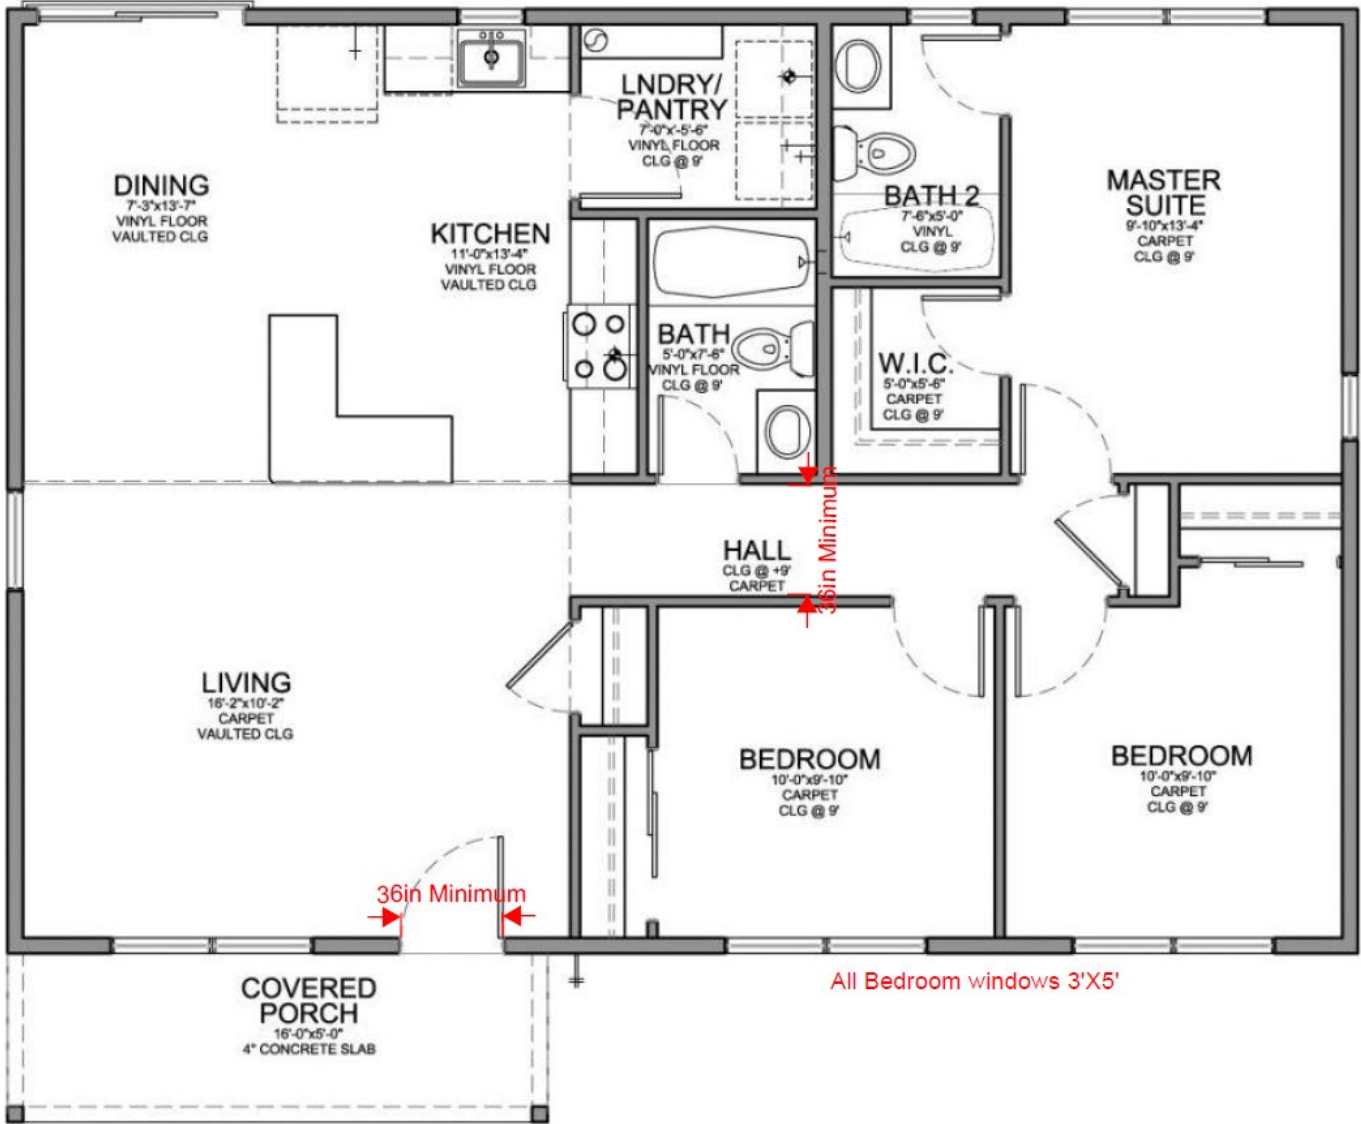 LNDRY/
PANTRY
7'-0"x'-5'-6"
VINYL FLOOR
CLG @ 9'
DINING
7'-3"x13'-7"
VINYL FLOOR
VAULTED CLG
KITCHEN
11'-0"x13'-4"
VINYL FLOOR
VAULTED CLG
BATH 2
7'-6"x5'-0"
VINYL
CLG @ 9'
MASTER
SUITE
9'-10"x13'-4"
CARPET
CLG @ 9'
BATH
5'-0"x7'-6"
VINYL FLOOR
CLG @ 9'
W.I.C.
5'-0"x5'-6"
CARPET
CLG @ 9'
36in Minimum
HALL
CLG @ +9'
CARPET
LIVING
16'-2"x10'-2"
CARPET
VAULTED CLG
BEDROOM
10'-0"x9'-10"
CARPET
CLG @ 9'
BEDROOM
10'-0"x9'-10"
CARPET
CLG @ 9'
36in Minimum
All Bedroom windows 3'X5'
COVERED
PORCH
16'-0"x5'-0"
4" CONCRETE SLAB